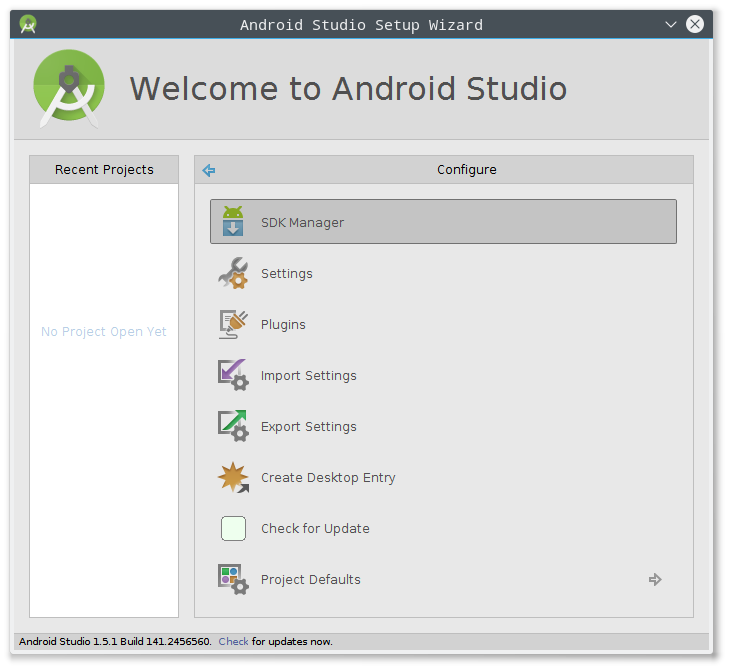 Android Studio Setup Wizard
Welcome to Android Studio
Recent Projects
No Project Open Yet
Configure
SDK Manager
Settings
Plugins
Import Settings
Export Settings
Create Desktop Entry
Check for Update
Project Defaults
Android Studio 1.5.1 Build 141.2456560. Check for updates now.